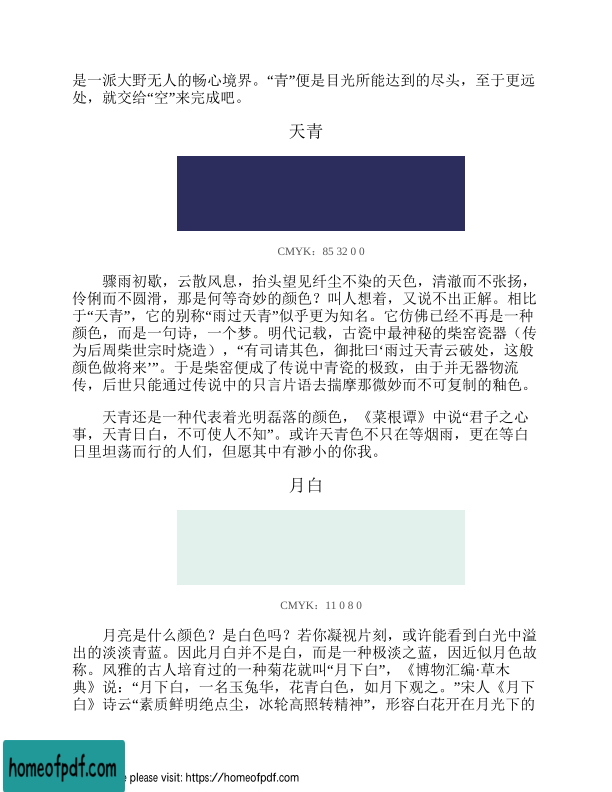 是一派大野无人的畅心境界。“青”便是目光所能达到的尽头，至于更远
处，就交给“空”来完成吧。
天青
CMYK：85 32 0 0
骤雨初歇，云散风息，抬头望见纤尘不染的天色，清澈而不张扬，
伶俐而不圆滑，那是何等奇妙的颜色？叫人想着，又说不出正解。相比
于“天青”，它的别称“雨过天青”似乎更为知名。它仿佛已经不再是一种
颜色，而是一句诗，一个梦。明代记载，古瓷中最神秘的柴窑瓷器（传
为后周柴世宗时烧造），“有司请其色，御批曰‘雨过天青云破处，这般
颜色做将来’”。于是柴窑便成了传说中青瓷的极致，由于并无器物流
传，后世只能通过传说中的只言片语去揣摩那微妙而不可复制的釉色。
天青还是一种代表着光明磊落的颜色，《菜根谭》中说“君子之心
事，天青日白，不可使人不知”。或许天青色不只在等烟雨，更在等白
日里坦荡而行的人们，但愿其中有渺小的你我。
月白
CMYK：11 0 8 0
月亮是什么颜色？是白色吗？若你凝视片刻，或许能看到白光中溢
出的淡淡青蓝。因此月白并不是白，而是一种极淡之蓝，因近似月色故
称。风雅的古人培育过的一种菊花就叫“月下白”，《博物汇编·草木
典》说：“月下白，一名玉兔华，花青白色，如月下观之。”宋人《月下
白》诗云“素质鲜明绝点尘，冰轮高照转精神”，形容白花开在月光下的
homeofpdf.com
e please visit: https://homeofpdf.com